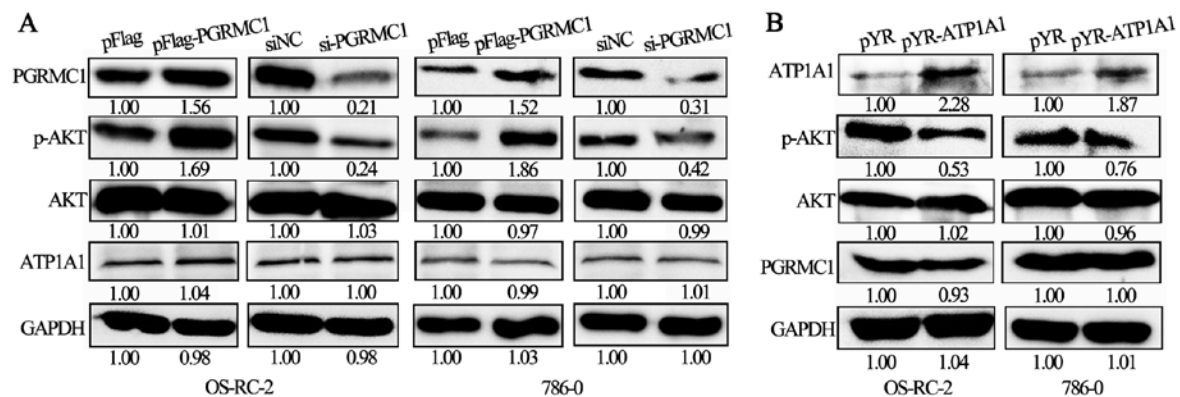 A
pFlag pFlag-PGRMC1 siNC si-PGRMC1 pFlag pFlag-PGRMC1 siNC si-PGRMC1
PGRMC1
1.00 1.56 1.00 0.21 1.00 1.52 1.00 0.31
p-AKT
1.00 1.69 1.00 0.24 1.00 1.86 1.00 0.42
AKT
1.00 1.01 1.00 1.03 1.00 0.97 1.00 0.99
ATP1A1
1.00 1.04 1.00 1.00 1.00 0.99 1.00 1.01
GAPDH
1.00 0.98 1.00 0.98 1.00 1.03 1.00 1.00
OS-RC-2 786-0
B
pYR pYR-ATP1A1 pYR pYR-ATP1A1
ATP1A1
1.00 2.28 1.00 1.87
p-AKT
1.00 0.53 1.00 0.76
AKT
1.00 1.02 1.00 0.96
PGRMC1
1.00 0.93 1.00 1.00
GAPDH
1.00 1.04 1.00 1.01
OS-RC-2 786-0